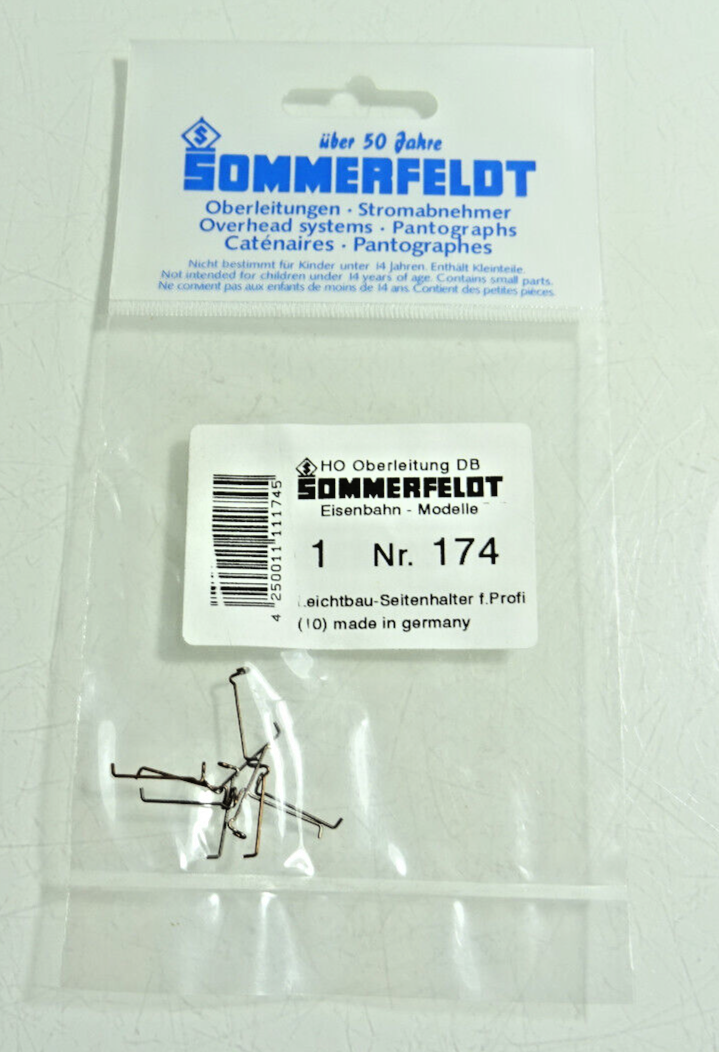 über 50 Jahre
SOMMERFELDT
Oberleitungen · Stromabnehmer
Overhead systems · Pantographs
Caténaires · Pantographes
Nicht bestimmt für Kinder unter 14 Jahren. Enthält Kleinteile.
Not intended for children under 14 years of age. Contains small parts.
Ne convient pas aux enfants de moins de 14 ans. Contient des petites pièces.
HO Oberleitung DB
SOMMERFELDT
Eisenbahn - Modelle
1 Nr. 174
Leichtbau-Seitenhalter f.Profi
(10) made in germany
4 250011 111745